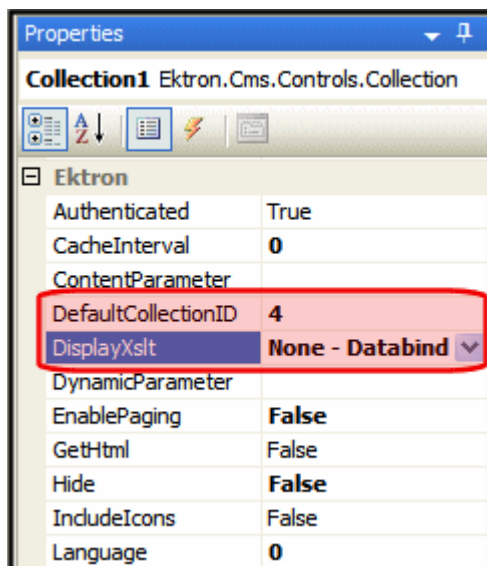 Properties
Collection1 Ektron.Cms.Controls.Collection
Ektron
Authenticated True
CacheInterval 0
ContentParameter
DefaultCollectionID 4
DisplayXslt None - Databind
DynamicParameter
EnablePaging False
GetHtml False
Hide False
IncludeIcons False
Language 0